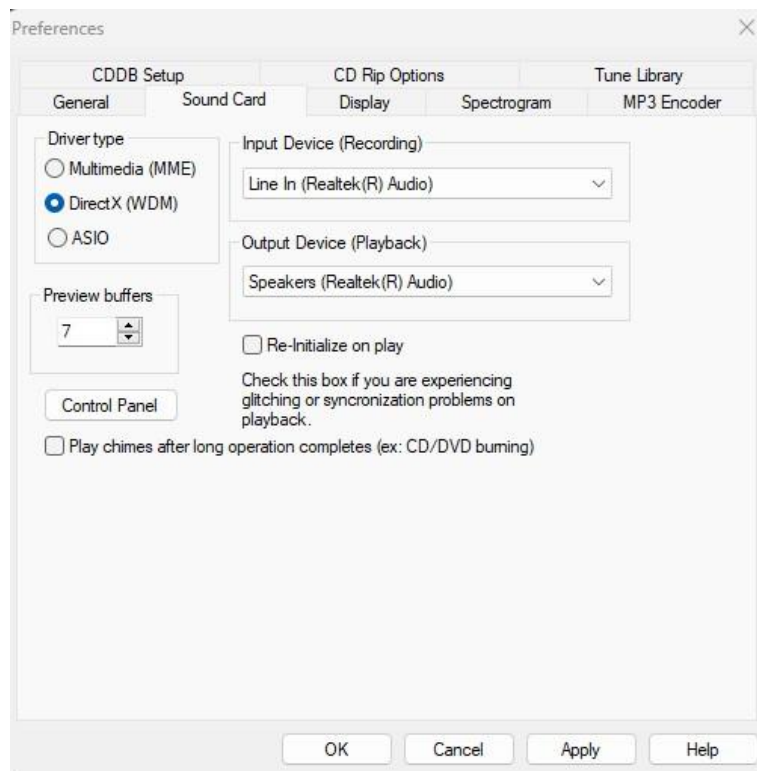 Preferences
CDDB Setup CD Rip Options Tune Library
General Sound Card Display Spectrogram MP3 Encoder
Driver type
Multimedia (MME)
DirectX (WDM)
ASIO
Input Device (Recording)
Line In (Realtek(R) Audio)
Output Device (Playback)
Speakers (Realtek(R) Audio)
Preview buffers
7
Re-Initialize on play
Check this box if you are experiencing
glitching or syncronization problems on
playback.
Control Panel
Play chimes after long operation completes (ex: CD/DVD burning)
OK Cancel Apply Help